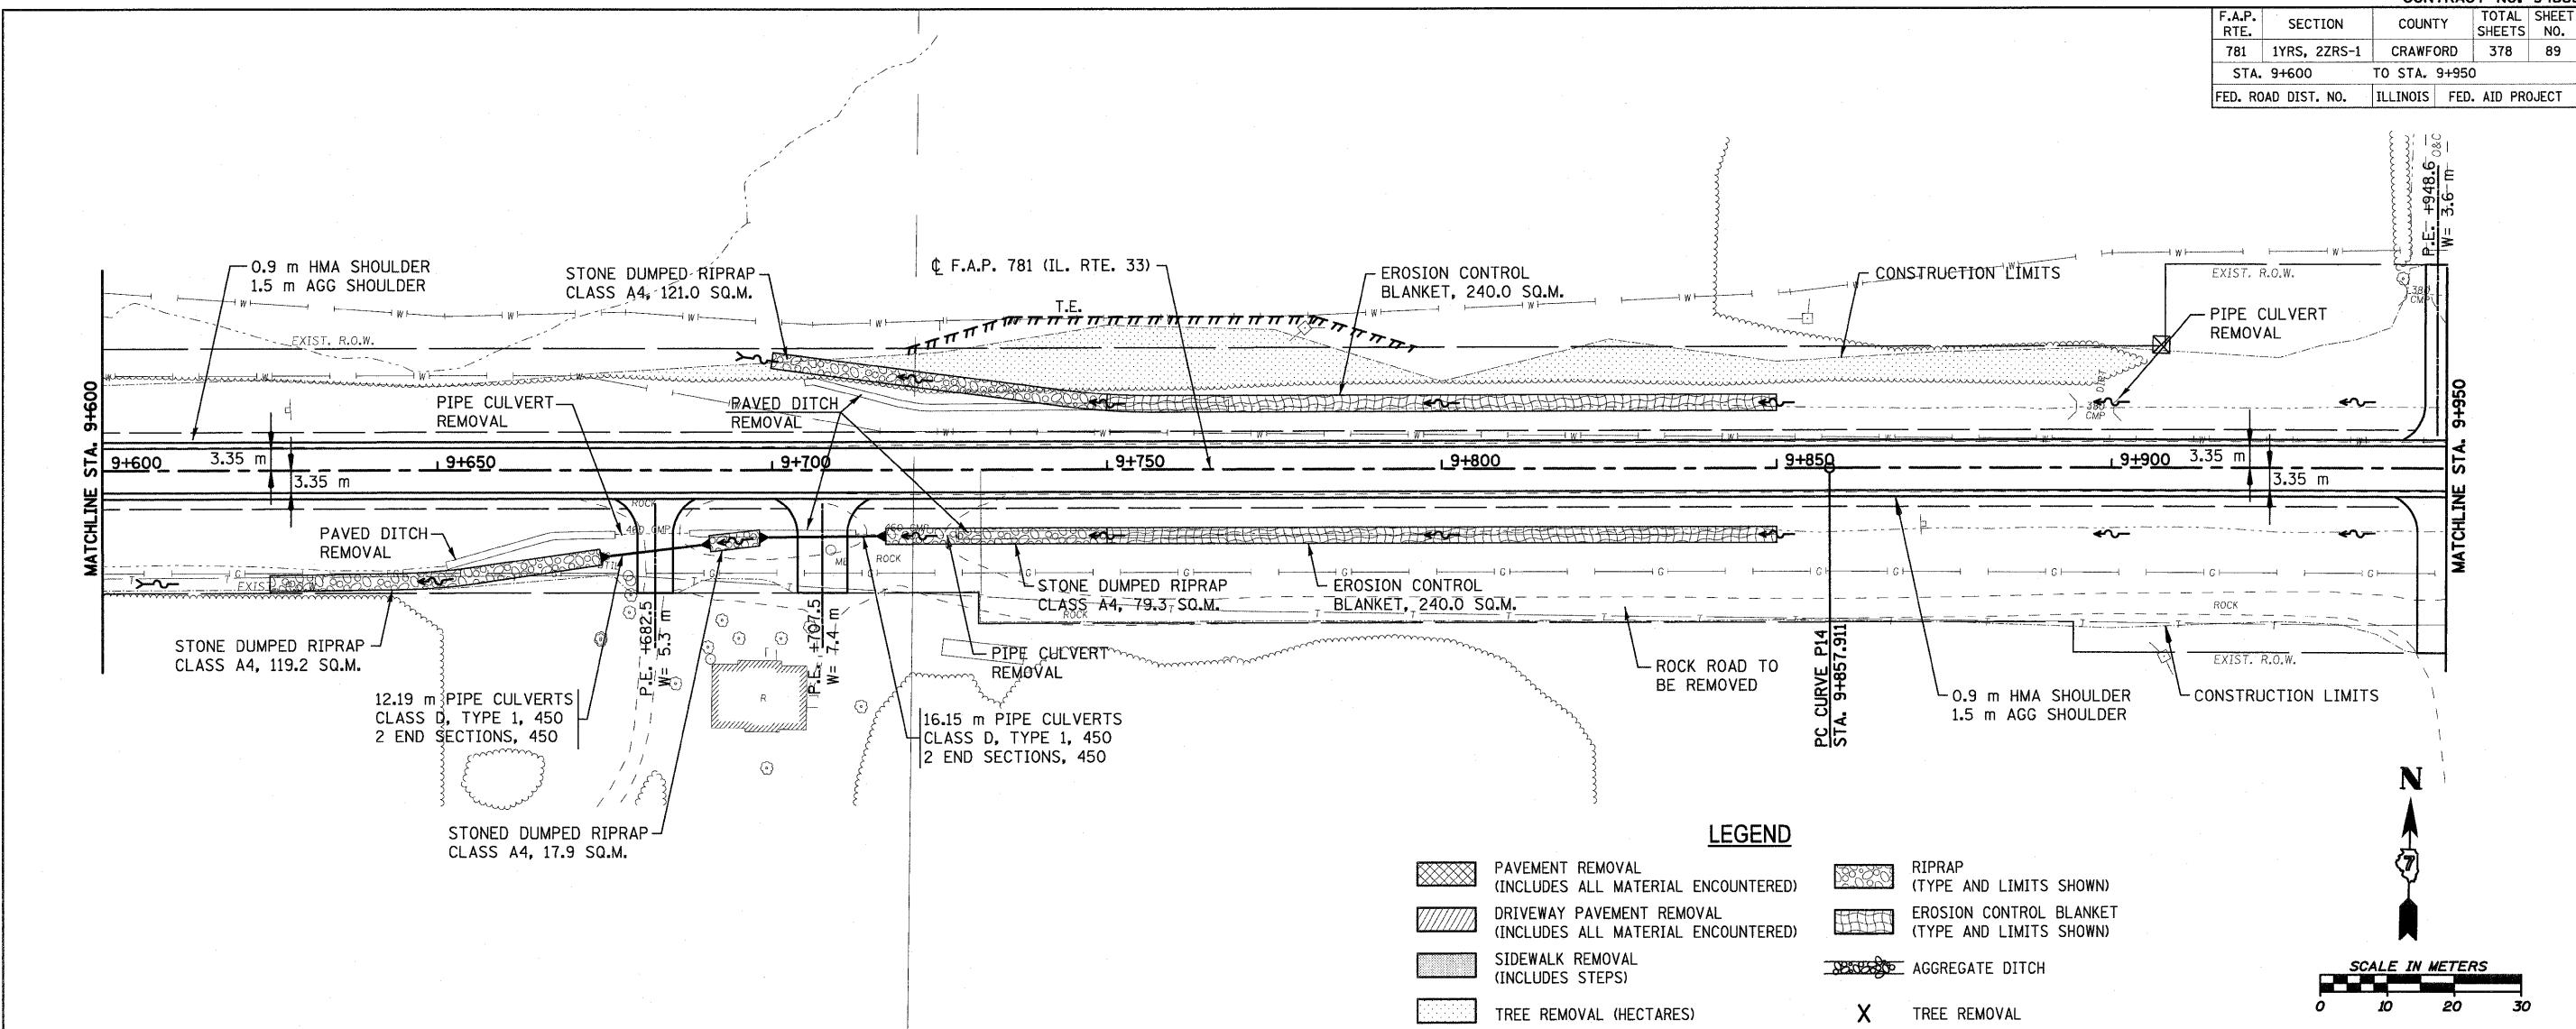 F.A.P. RTE. SECTION COUNTY TOTAL SHEETS SHEET NO.
781 1YRS, 2ZRS-1 CRAWFORD 378 89
STA. 9+600 TO STA. 9+950
FED. ROAD DIST. NO. ILLINOIS FED. AID PROJECT
P.E. +948.6
W= 3.6 m
0.9 m HMA SHOULDER
1.5 m AGG SHOULDER
STONE DUMPED RIPRAP
CLASS A4, 121.0 SQ.M.
℄ F.A.P. 781 (IL. RTE. 33)
T.E.
EROSION CONTROL
BLANKET, 240.0 SQ.M.
CONSTRUCTION LIMITS
EXIST. R.O.W.
380
CMP
PIPE CULVERT
REMOVAL
EXIST. R.O.W.
MATCHLINE STA. 9+600
PIPE CULVERT
REMOVAL
PAVED DITCH
REMOVAL
DIRT
380
CMP
MATCHLINE STA. 9+950
3.35 m
9+600
9+650
9+700
9+750
9+800
9+850
9+900
3.35 m
3.35 m
3.35 m
ROCK
PAVED DITCH
REMOVAL
460 CMP
ROCK
STONE DUMPED RIPRAP
CLASS A4, 79.3 SQ.M.
EROSION CONTROL
BLANKET, 240.0 SQ.M.
ROCK
ROCK
STONE DUMPED RIPRAP
CLASS A4, 119.2 SQ.M.
P.E. +682.5
W= 5.3 m
P.E. +707.5
W= 7.4 m
PIPE CULVERT
REMOVAL
ROCK ROAD TO
BE REMOVED
PC CURVE P14
STA. 9+857.911
EXIST. R.O.W.
0.9 m HMA SHOULDER
1.5 m AGG SHOULDER
CONSTRUCTION LIMITS
R
12.19 m PIPE CULVERTS
CLASS D, TYPE 1, 450
2 END SECTIONS, 450
16.15 m PIPE CULVERTS
CLASS D, TYPE 1, 450
2 END SECTIONS, 450
STONED DUMPED RIPRAP
CLASS A4, 17.9 SQ.M.
N
7
LEGEND
PAVEMENT REMOVAL
(INCLUDES ALL MATERIAL ENCOUNTERED)
RIPRAP
(TYPE AND LIMITS SHOWN)
DRIVEWAY PAVEMENT REMOVAL
(INCLUDES ALL MATERIAL ENCOUNTERED)
EROSION CONTROL BLANKET
(TYPE AND LIMITS SHOWN)
SIDEWALK REMOVAL
(INCLUDES STEPS)
AGGREGATE DITCH
TREE REMOVAL (HECTARES)
X TREE REMOVAL
SCALE IN METERS
0 10 20 30